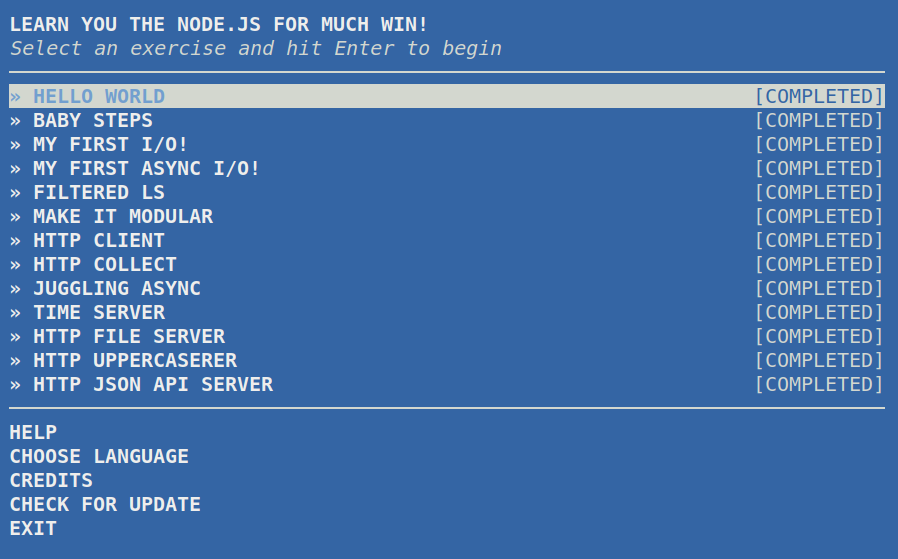 LEARN YOU THE NODE.JS FOR MUCH WIN!
Select an exercise and hit Enter to begin
» HELLO WORLD [COMPLETED]
» BABY STEPS [COMPLETED]
» MY FIRST I/O! [COMPLETED]
» MY FIRST ASYNC I/O! [COMPLETED]
» FILTERED LS [COMPLETED]
» MAKE IT MODULAR [COMPLETED]
» HTTP CLIENT [COMPLETED]
» HTTP COLLECT [COMPLETED]
» JUGGLING ASYNC [COMPLETED]
» TIME SERVER [COMPLETED]
» HTTP FILE SERVER [COMPLETED]
» HTTP UPPERCASERER [COMPLETED]
» HTTP JSON API SERVER [COMPLETED]
HELP
CHOOSE LANGUAGE
CREDITS
CHECK FOR UPDATE
EXIT